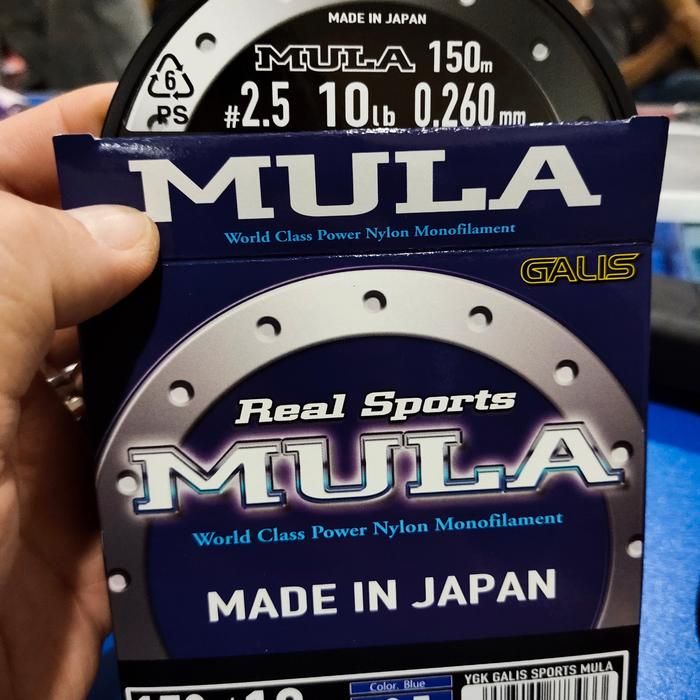 MADE IN JAPAN
MULA 150m
6
PS
#2.5 10lb 0.260mm
MULA
World Class Power Nylon Monofilament
GALIS
Real Sports
MULA
World Class Power Nylon Monofilament
MADE IN JAPAN
Color. Blue
YGK GALIS SPORTS MULA